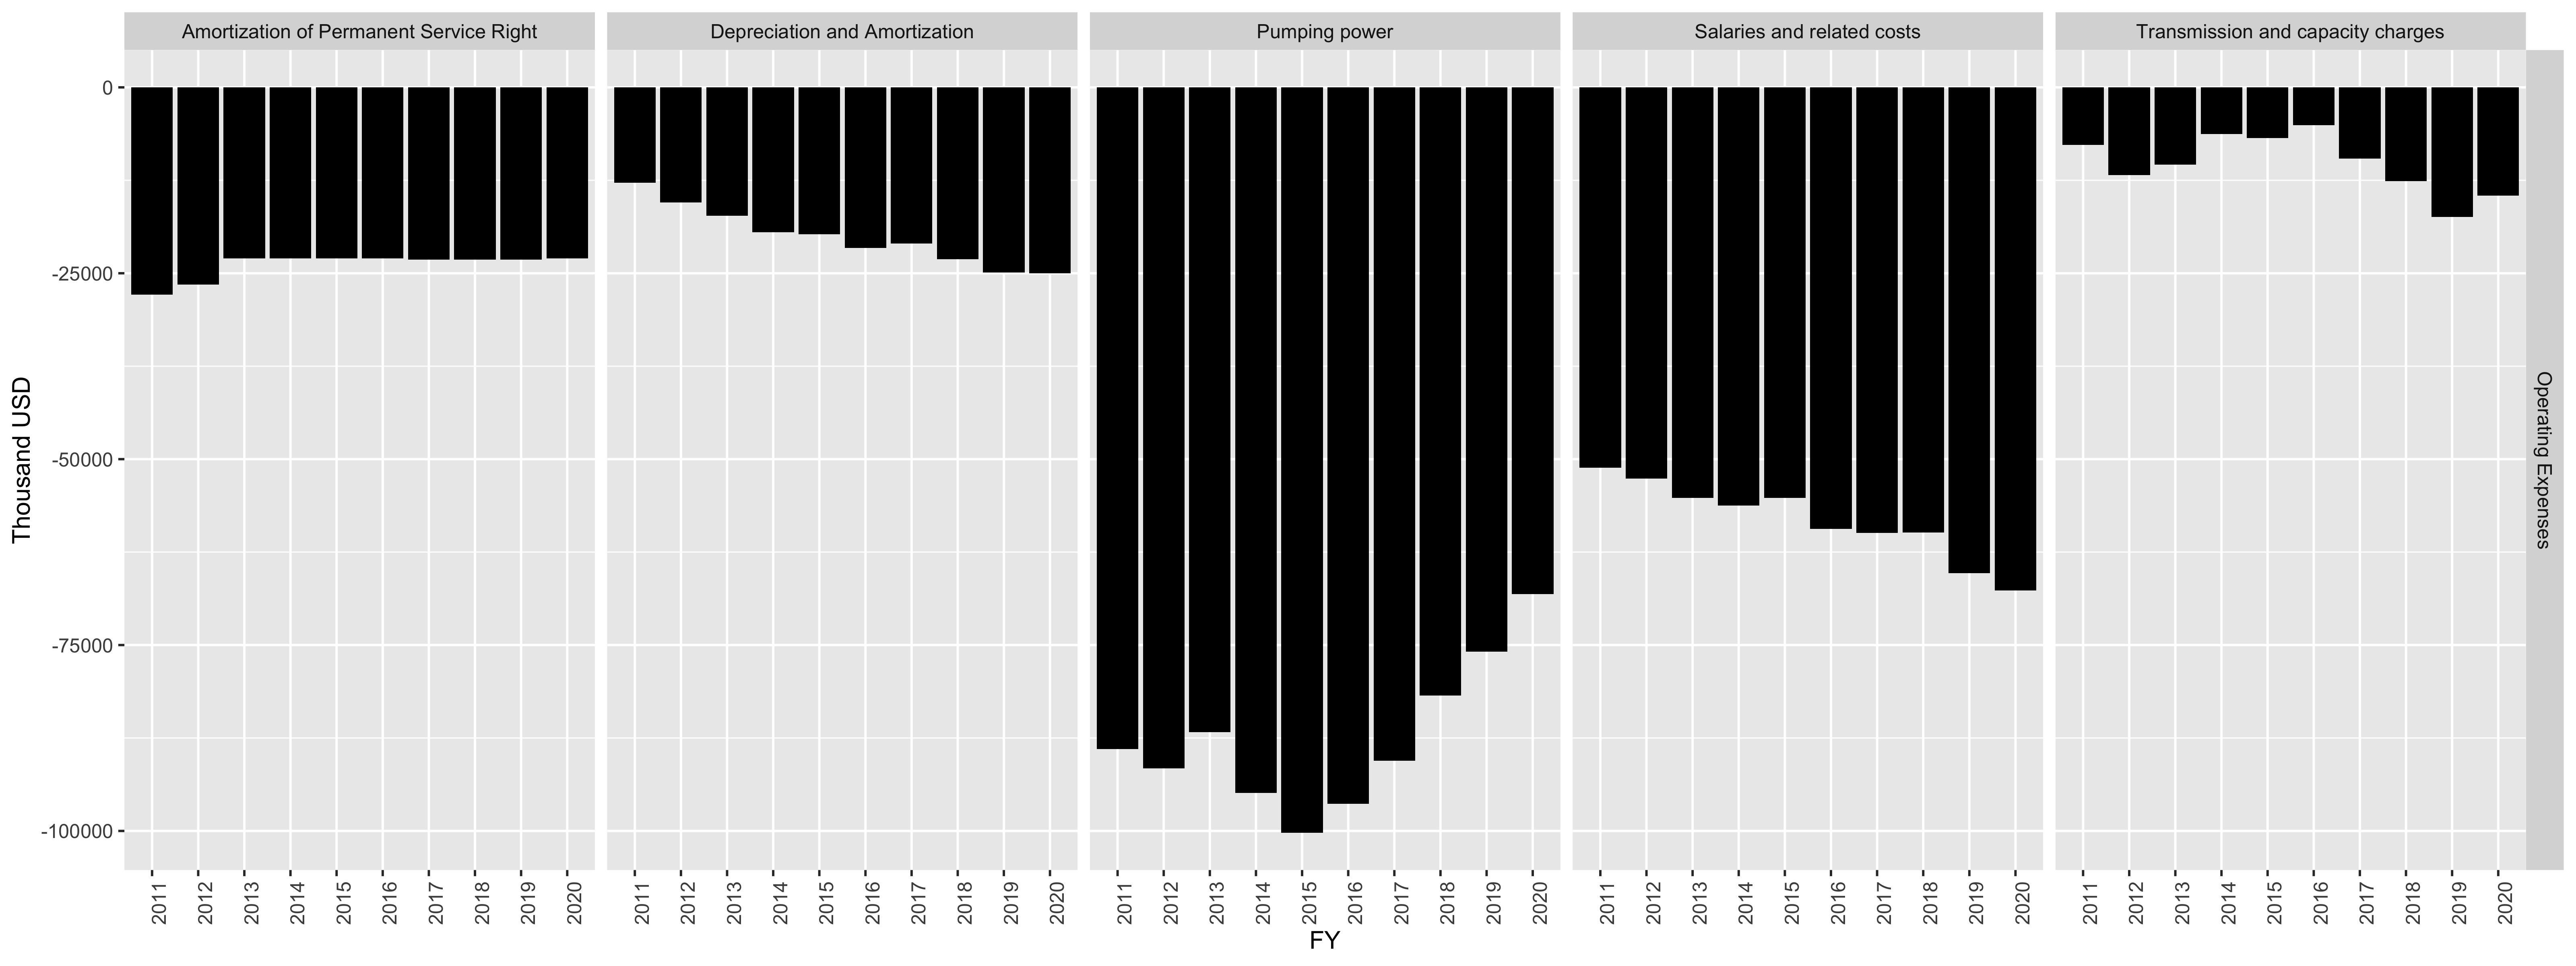 Amortization of Permanent Service Right
Depreciation and Amortization
Pumping power
Salaries and related costs
Transmission and capacity charges
Thousand USD
0
-25000
-50000
-75000
-100000
Operating Expenses
2011 2012 2013 2014 2015 2016 2017 2018 2019 2020
2011 2012 2013 2014 2015 2016 2017 2018 2019 2020
2011 2012 2013 2014 2015 2016 2017 2018 2019 2020
2011 2012 2013 2014 2015 2016 2017 2018 2019 2020
2011 2012 2013 2014 2015 2016 2017 2018 2019 2020
FY